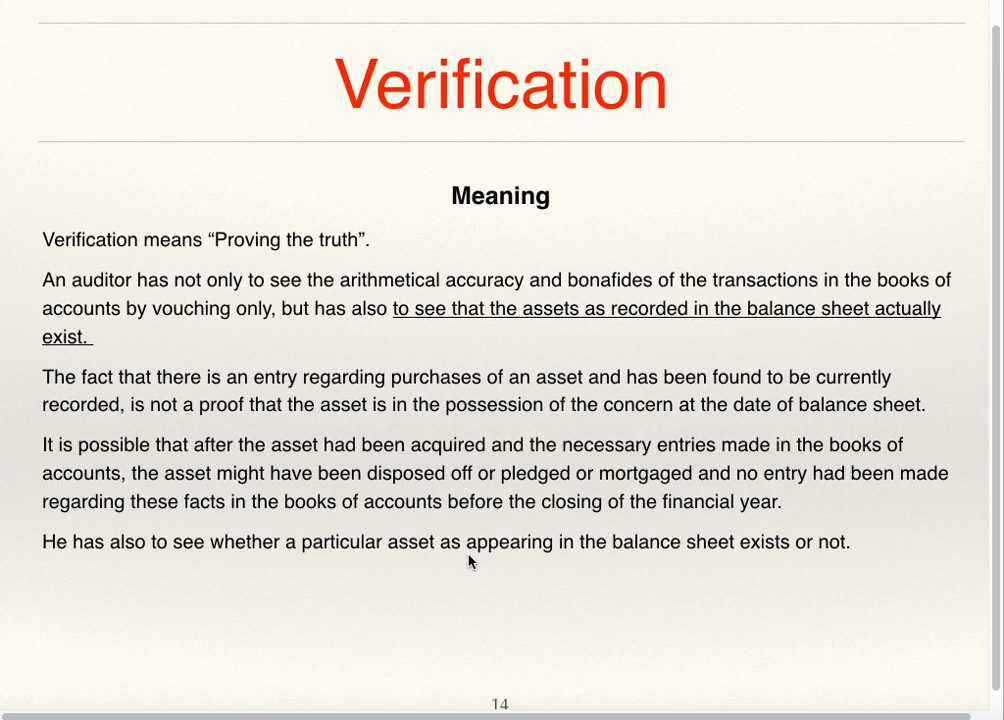 Verification
Meaning
Verification means “Proving the truth”.
An auditor has not only to see the arithmetical accuracy and bonafides of the transactions in the books of
accounts by vouching only, but has also to see that the assets as recorded in the balance sheet actually
exist.
The fact that there is an entry regarding purchases of an asset and has been found to be currently
recorded, is not a proof that the asset is in the possession of the concern at the date of balance sheet.
It is possible that after the asset had been acquired and the necessary entries made in the books of
accounts, the asset might have been disposed off or pledged or mortgaged and no entry had been made
regarding these facts in the books of accounts before the closing of the financial year.
He has also to see whether a particular asset as appearing in the balance sheet exists or not.
14